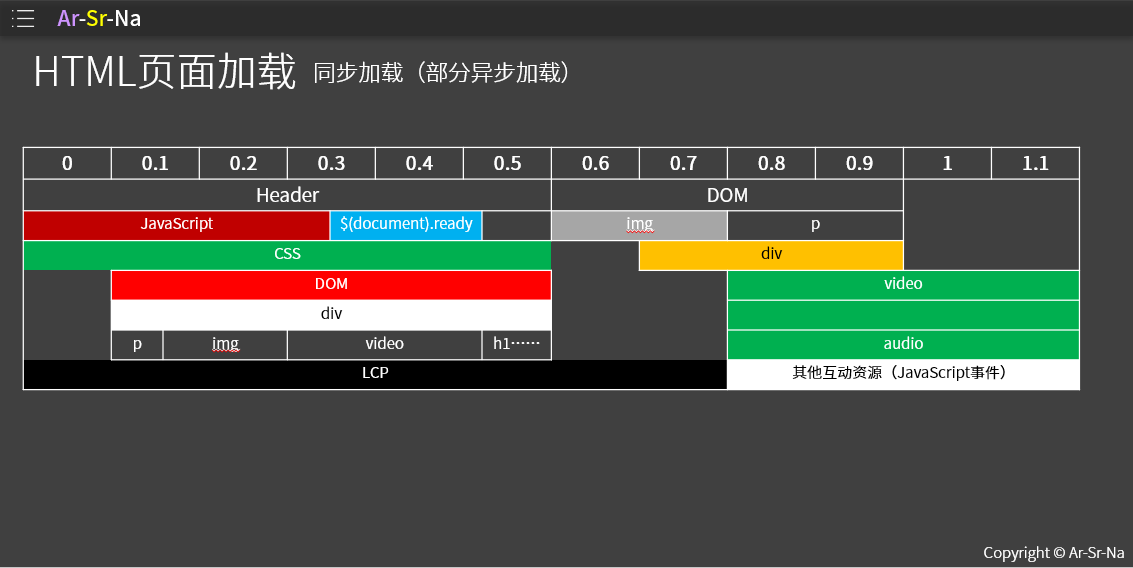 Ar-Sr-Na
HTML页面加载 同步加载（部分异步加载）
0 0.1 0.2 0.3 0.4 0.5 0.6 0.7 0.8 0.9 1 1.1
Header DOM
JavaScript $(document).ready img p
CSS div
DOM video
div
p img video h1…… audio
LCP 其他互动资源（JavaScript事件）
Copyright © Ar-Sr-Na